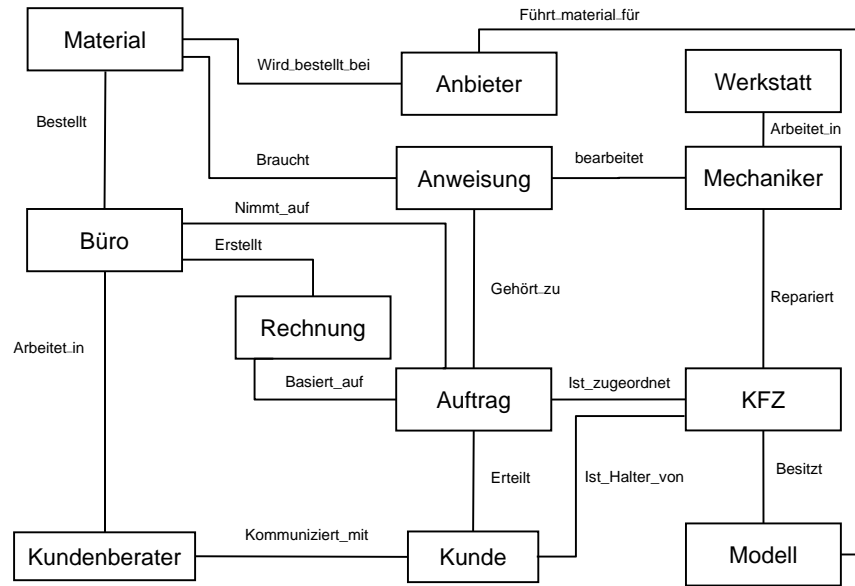 Führt_material_für
Material
Wird_bestellt_bei
Anbieter
Werkstatt
Bestellt
Arbeitet_in
Braucht
Anweisung
bearbeitet
Mechaniker
Nimmt_auf
Büro
Erstellt
Gehört_zu
Repariert
Rechnung
Arbeitet_in
Basiert_auf
Auftrag
Ist_zugeordnet
KFZ
Erteilt
Ist_Halter_von
Besitzt
Kommuniziert_mit
Kundenberater
Kunde
Modell